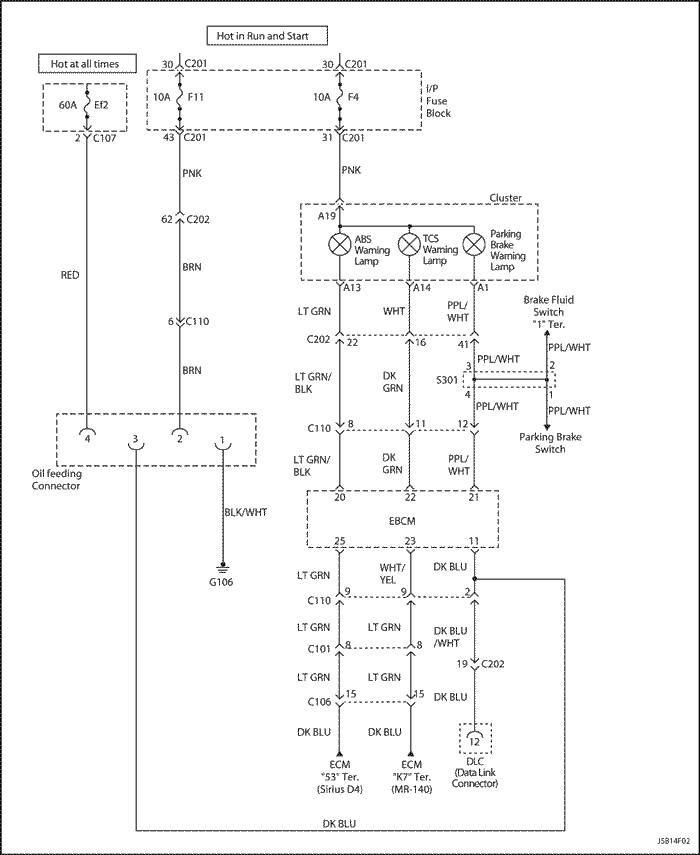 Hot in Run and Start
Hot at all times
30 C201
30 C201
60A Ef2
10A F11
10A F4
I/P
Fuse
Block
2 C107
43 C201
31 C201
PNK
PNK
Cluster
A19
ABS
Warning
Lamp
TCS
Warning
Lamp
Parking
Brake
Warning
Lamp
62 C202
RED
BRN
A13
A14
A1
LT GRN
WHT
PPL/
WHT
Brake Fluid
Switch
"1" Ter.
6 C110
C202 22
16
41
PPL/WHT
PPL/WHT
BRN
LT GRN/
BLK
DK
GRN
3
2
S301
4
1
PPL/WHT
PPL/WHT
C110 8
11
12
Parking Brake
Switch
4
3
2
1
Oil feeding
Connector
LT GRN/
BLK
DK
GRN
PPL/
WHT
20
22
21
BLK/WHT
EBCM
25
23
11
G106
LT GRN
WHT/
YEL
DK BLU
C110 9
9
2
LT GRN
LT GRN
DK BLU
/WHT
C101 8
8
19 C202
LT GRN
LT GRN
DK BLU
C106 15
15
DK BLU
DK BLU
12
ECM
"53" Ter.
(Sirius D4)
ECM
"K7" Ter.
(MR-140)
DLC
(Data Link
Connector)
DK BLU
J5B14F02